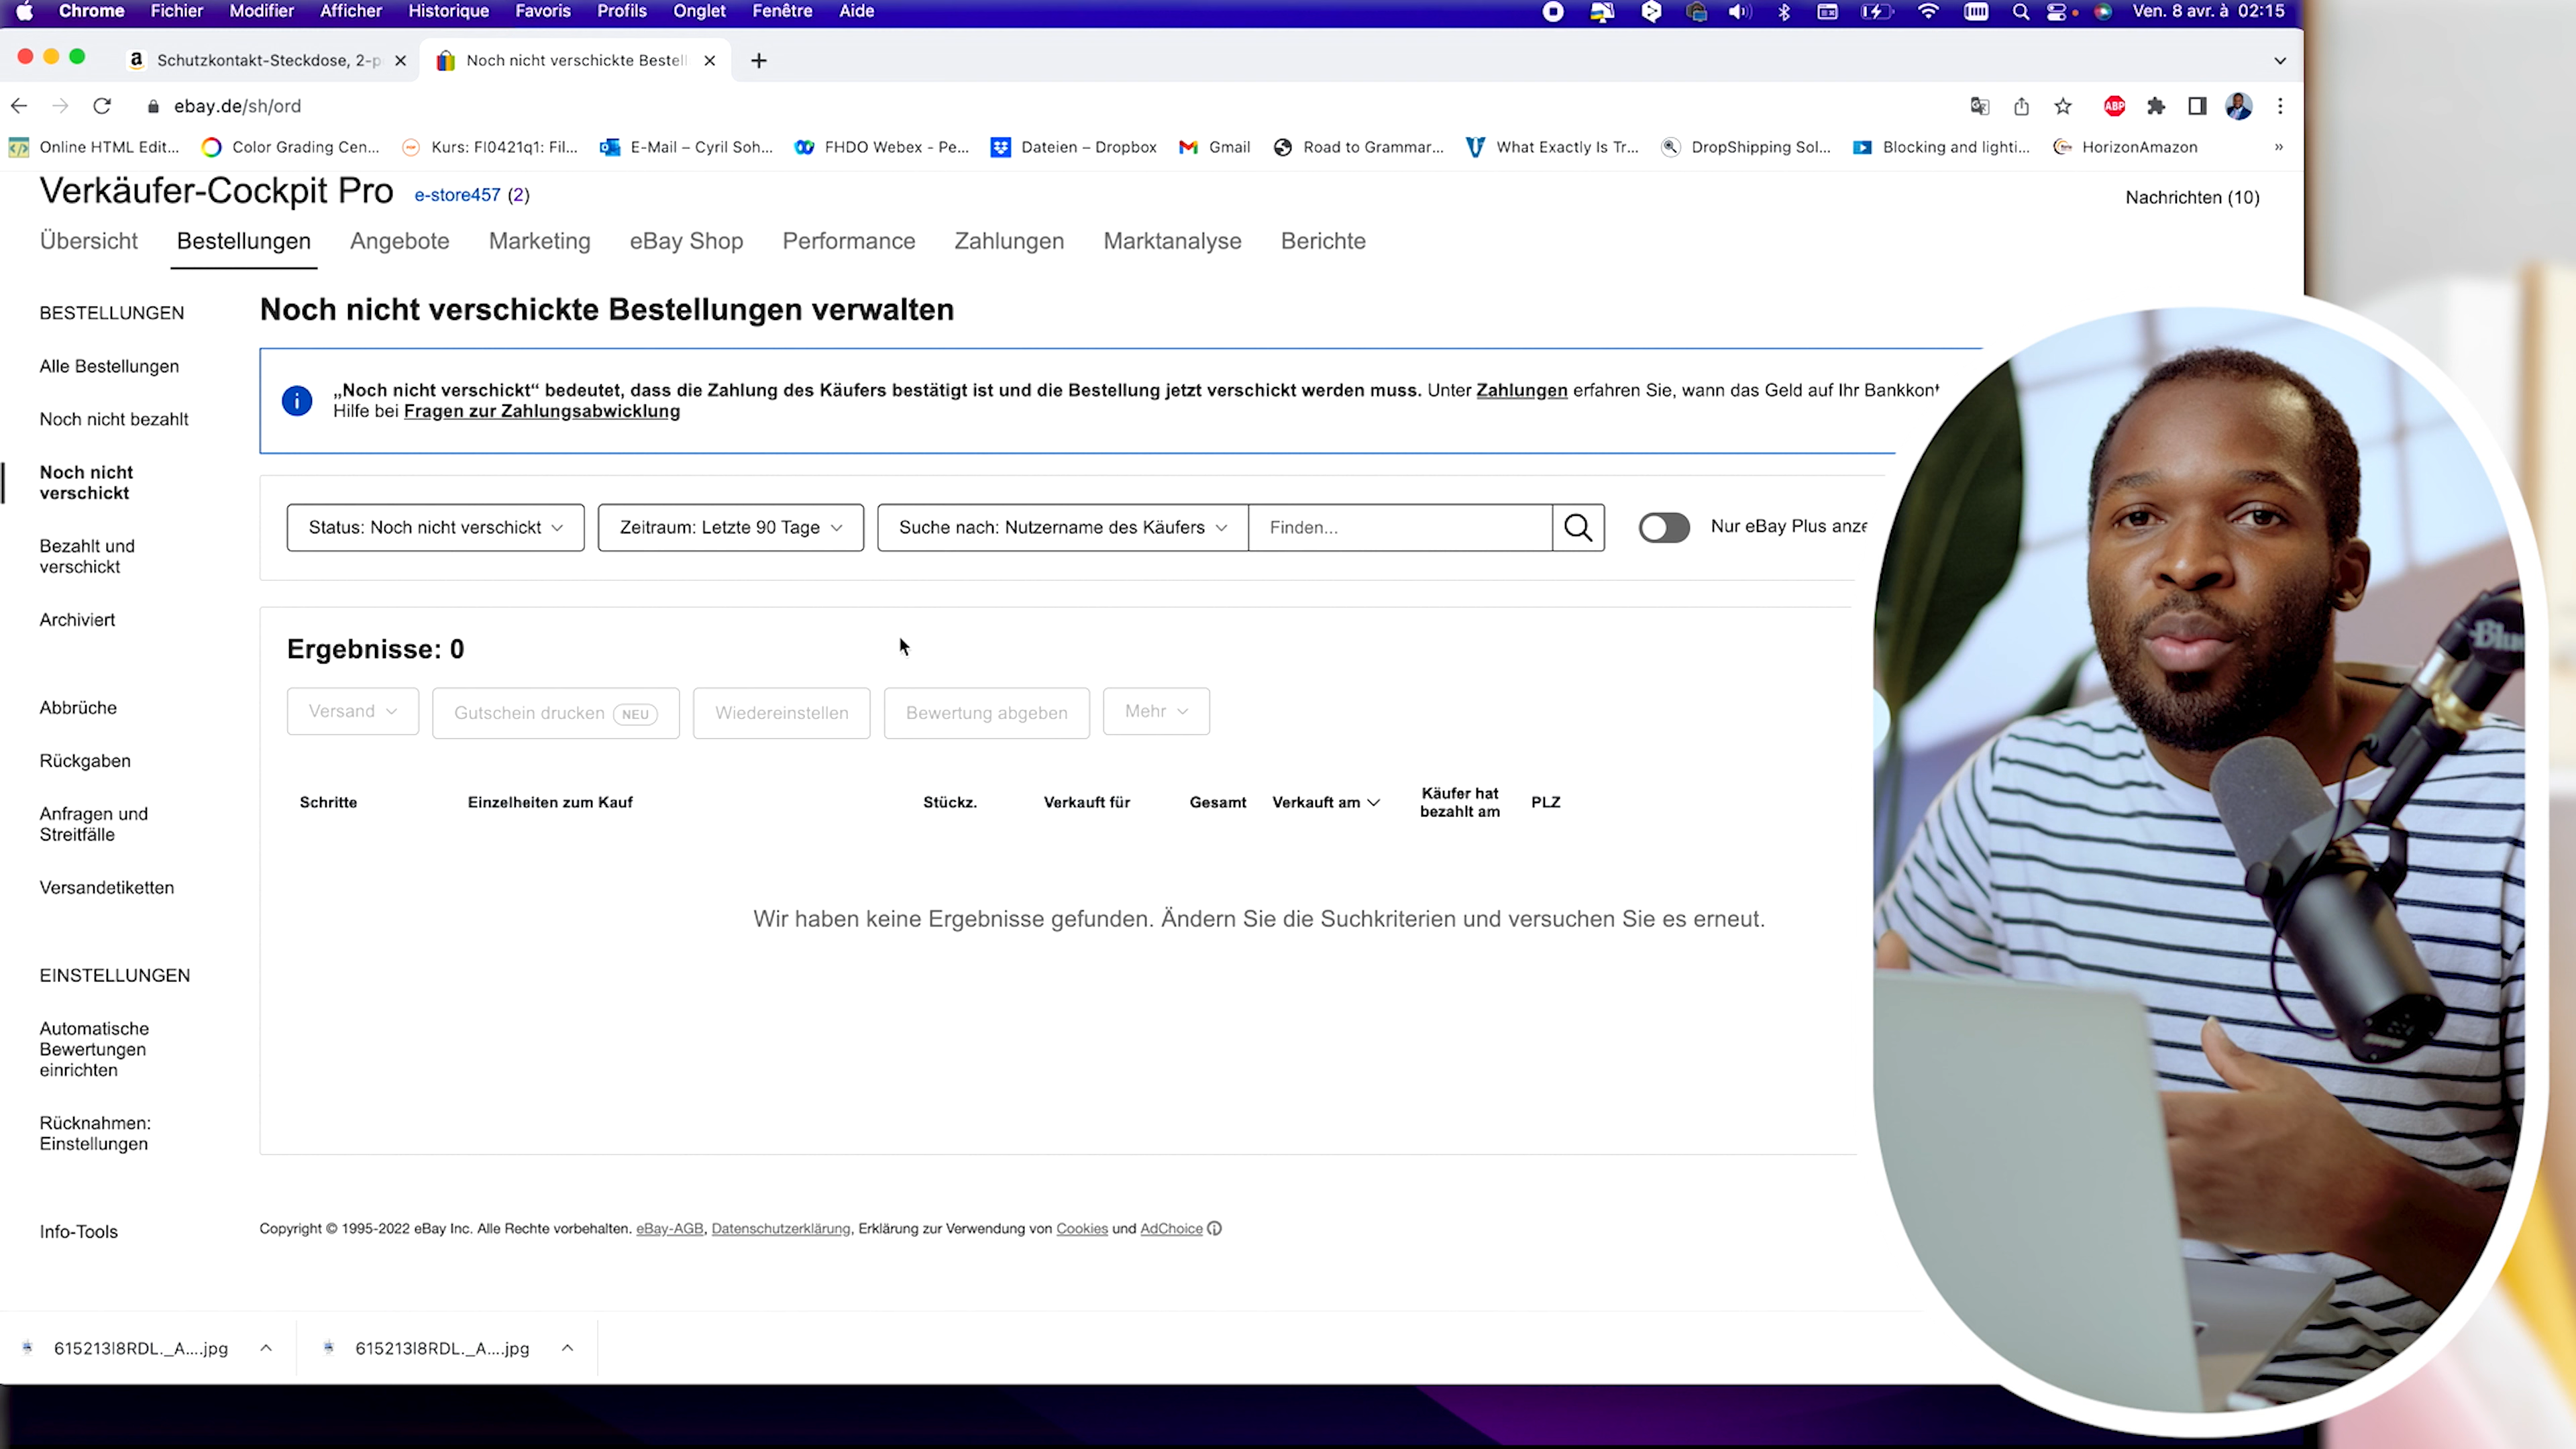 Chrome Fichier Modifier Afficher Historique Favoris Profils Onglet Fenêtre Aide Ven. 8 avr. à 02:15
Schutzkontakt-Steckdose, 2-p
Noch nicht verschickte Bestell
ebay.de/sh/ord
ABP
Online HTML Edit... Color Grading Cen... Kurs: FI0421q1: Fil... E-Mail – Cyril Soh... FHDO Webex - Pe... Dateien – Dropbox Gmail Road to Grammar... What Exactly Is Tr... DropShipping Sol... Blocking and lighti... HorizonAmazon »
Verkäufer-Cockpit Pro e-store457 (2) Nachrichten (10)
Übersicht Bestellungen Angebote Marketing eBay Shop Performance Zahlungen Marktanalyse Berichte
BESTELLUNGEN
Alle Bestellungen
Noch nicht bezahlt
Noch nicht
verschickt
Bezahlt und
verschickt
Archiviert
Abbrüche
Rückgaben
Anfragen und
Streitfälle
Versandetiketten
EINSTELLUNGEN
Automatische
Bewertungen
einrichten
Rücknahmen:
Einstellungen
Info-Tools
Noch nicht verschickte Bestellungen verwalten
„Noch nicht verschickt“ bedeutet, dass die Zahlung des Käufers bestätigt ist und die Bestellung jetzt verschickt werden muss. Unter Zahlungen erfahren Sie, wann das Geld auf Ihr
Hilfe bei Fragen zur Zahlungsabwicklung
Status: Noch nicht verschickt Zeitraum: Letzte 90 Tage Suche nach: Nutzername des Käufers Finden... Nur eBay Plus anze
Ergebnisse: 0
Versand Gutschein drucken NEU Wiedereinstellen Bewertung abgeben Mehr
Schritte Einzelheiten zum Kauf Stückz. Verkauft für Gesamt Verkauft am Käufer hat bezahlt am PLZ
Wir haben keine Ergebnisse gefunden. Ändern Sie die Suchkriterien und versuchen Sie es erneut.
Copyright © 1995-2022 eBay Inc. Alle Rechte vorbehalten. eBay-AGB, Datenschutzerklärung, Erklärung zur Verwendung von Cookies und AdChoice
615213I8RDL._A....jpg 615213I8RDL._A....jpg
Blue